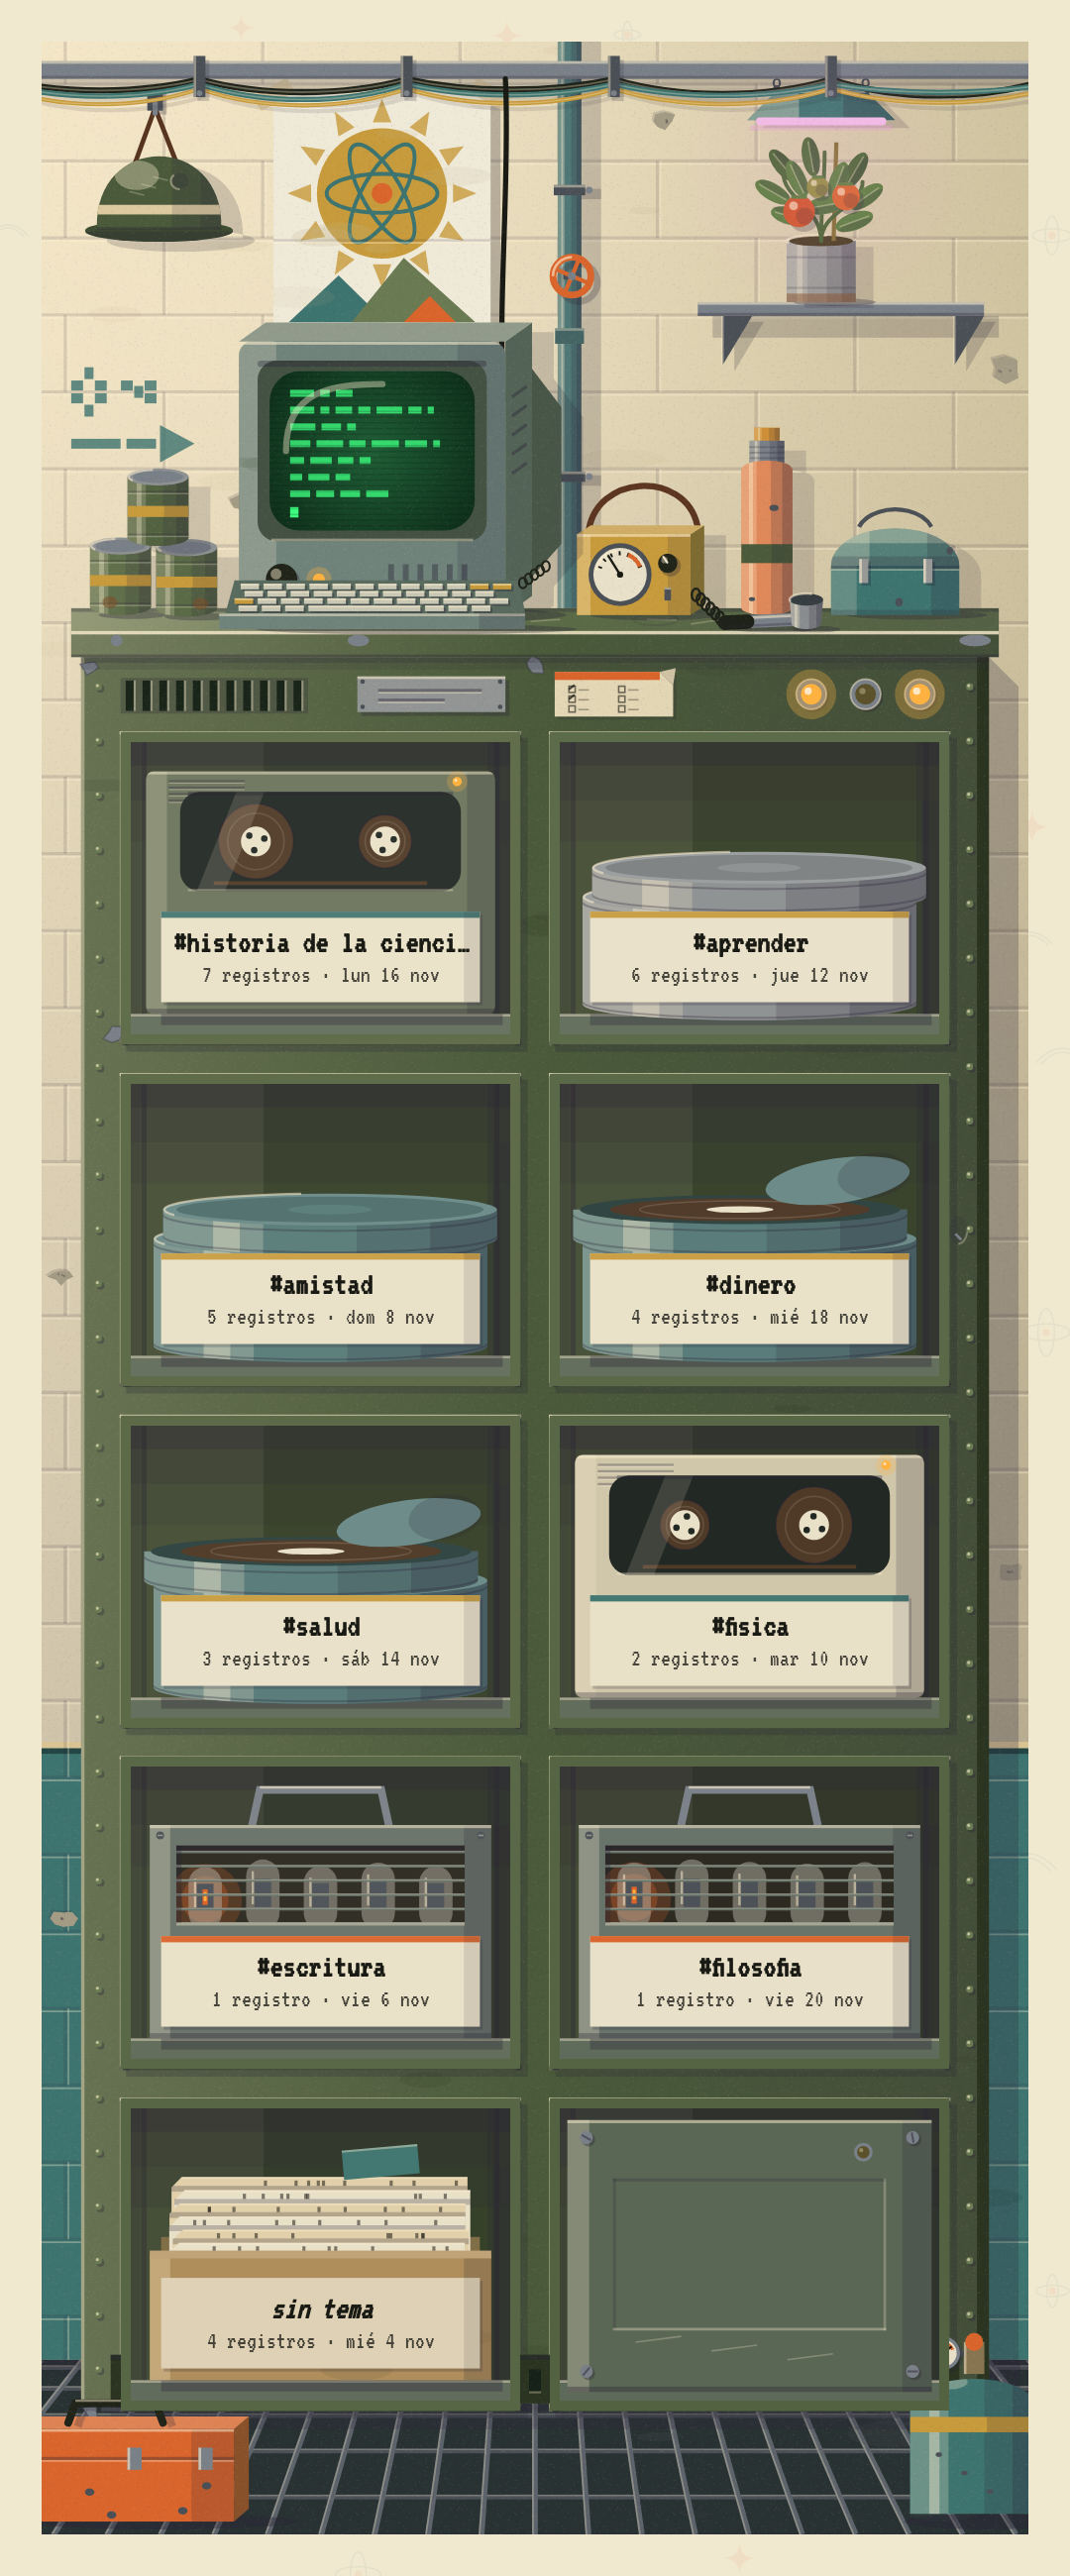 #historia de la cienci…
7 registros · lun 16 nov
#aprender
6 registros · jue 12 nov
#amistad
5 registros · dom 8 nov
#dinero
4 registros · mié 18 nov
#salud
3 registros · sáb 14 nov
#física
2 registros · mar 10 nov
#escritura
1 registro · vie 6 nov
#filosofía
1 registro · vie 20 nov
sin tema
4 registros · mié 4 nov